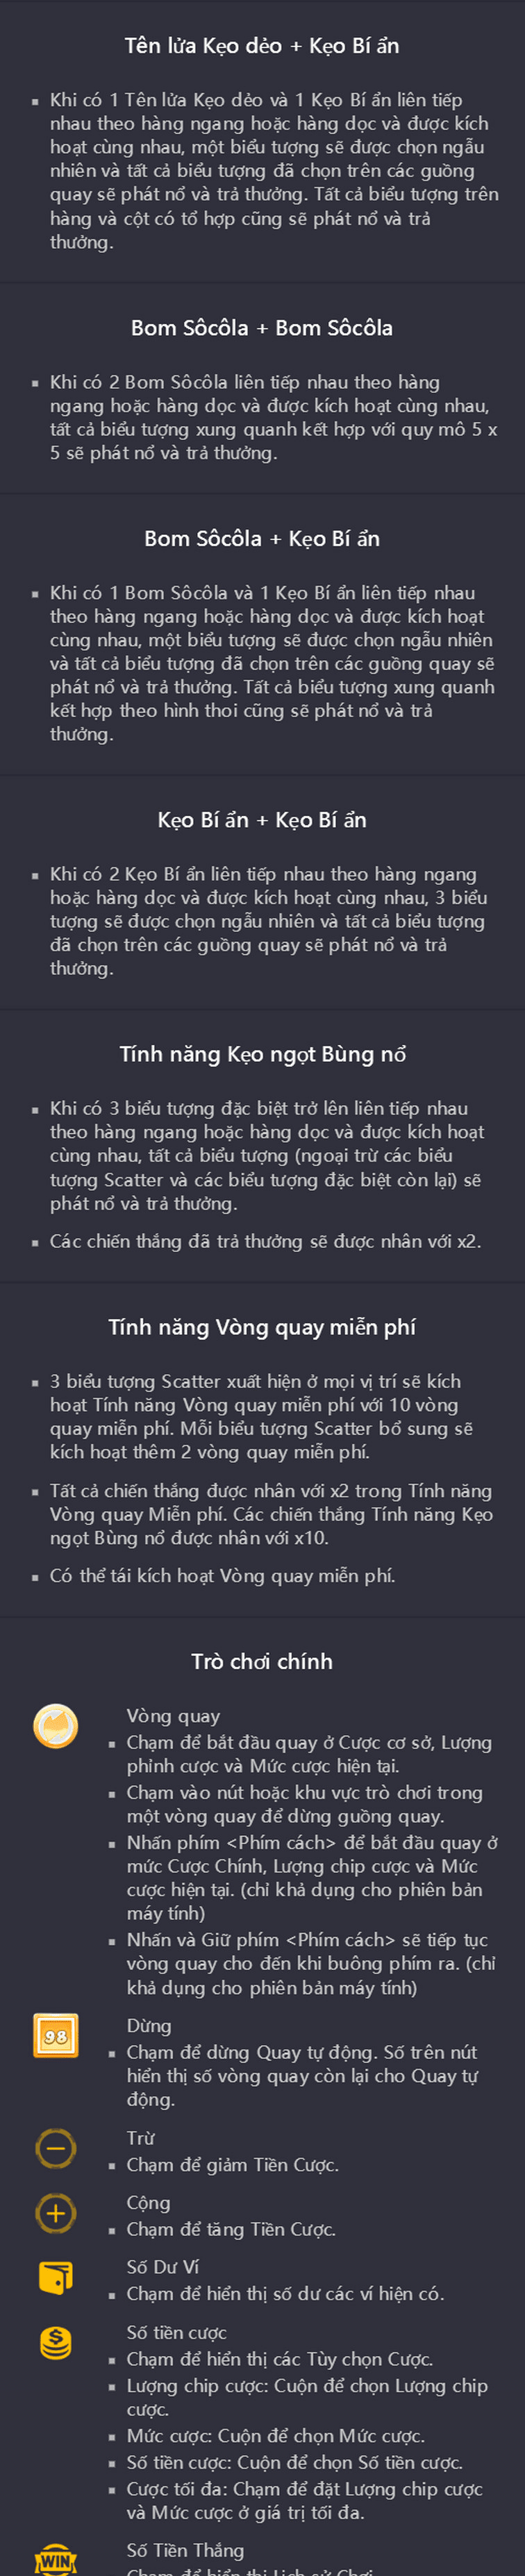 Tên lửa Kẹo dẻo + Kẹo Bí ẩn
Khi có 1 Tên lửa Kẹo dẻo và 1 Kẹo Bí ẩn liên tiếp
nhau theo hàng ngang hoặc hàng dọc và được kích
hoạt cùng nhau, một biểu tượng sẽ được chọn ngẫu
nhiên và tất cả biểu tượng đã chọn trên các guồng
quay sẽ phát nổ và trả thưởng. Tất cả biểu tượng trên
hàng và cột có tổ hợp cũng sẽ phát nổ và trả
thưởng.
Bom Sôcôla + Bom Sôcôla
Khi có 2 Bom Sôcôla liên tiếp nhau theo hàng
ngang hoặc hàng dọc và được kích hoạt cùng nhau,
tất cả biểu tượng xung quanh kết hợp với quy mô 5 x
5 sẽ phát nổ và trả thưởng.
Bom Sôcôla + Kẹo Bí ẩn
Khi có 1 Bom Sôcôla và 1 Kẹo Bí ẩn liên tiếp nhau
theo hàng ngang hoặc hàng dọc và được kích hoạt
cùng nhau, một biểu tượng sẽ được chọn ngẫu nhiên
và tất cả biểu tượng đã chọn trên các guồng quay sẽ
phát nổ và trả thưởng. Tất cả biểu tượng xung quanh
kết hợp theo hình thoi cũng sẽ phát nổ và trả
thưởng.
Kẹo Bí ẩn + Kẹo Bí ẩn
Khi có 2 Kẹo Bí ẩn liên tiếp nhau theo hàng ngang
hoặc hàng dọc và được kích hoạt cùng nhau, 3 biểu
tượng sẽ được chọn ngẫu nhiên và tất cả biểu tượng
đã chọn trên các guồng quay sẽ phát nổ và trả
thưởng.
Tính năng Kẹo ngọt Bùng nổ
Khi có 3 biểu tượng đặc biệt trở lên liên tiếp nhau
theo hàng ngang hoặc hàng dọc và được kích hoạt
cùng nhau, tất cả biểu tượng (ngoại trừ các biểu
tượng Scatter và các biểu tượng đặc biệt còn lại) sẽ
phát nổ và trả thưởng.
Các chiến thắng đã trả thưởng sẽ được nhân với x2.
Tính năng Vòng quay miễn phí
3 biểu tượng Scatter xuất hiện ở mọi vị trí sẽ kích
hoạt Tính năng Vòng quay miễn phí với 10 vòng
quay miễn phí. Mỗi biểu tượng Scatter bổ sung sẽ
kích hoạt thêm 2 vòng quay miễn phí.
Tất cả chiến thắng được nhân với x2 trong Tính năng
Vòng quay Miễn phí. Các chiến thắng Tính năng Kẹo
ngọt Bùng nổ được nhân với x10.
Có thể tái kích hoạt Vòng quay miễn phí.
Trò chơi chính
Vòng quay
Chạm để bắt đầu quay ở Cược cơ sở, Lượng
phỉnh cược và Mức cược hiện tại.
Chạm vào nút hoặc khu vực trò chơi trong
một vòng quay để dừng guồng quay.
Nhấn phím <Phím cách> để bắt đầu quay ở
mức Cược Chính, Lượng chip cược và Mức
cược hiện tại. (chỉ khả dụng cho phiên bản
máy tính)
Nhấn và Giữ phím <Phím cách> sẽ tiếp tục
vòng quay cho đến khi buông phím ra. (chỉ
khả dụng cho phiên bản máy tính)
98
Dừng
Chạm để dừng Quay tự động. Số trên nút
hiển thị số vòng quay còn lại cho Quay tự
động.
Trừ
Chạm để giảm Tiền Cược.
Cộng
Chạm để tăng Tiền Cược.
Số Dư Ví
Chạm để hiển thị số dư các ví hiện có.
Số tiền cược
Chạm để hiển thị các Tùy chọn Cược.
Lượng chip cược: Cuộn để chọn Lượng chip
cược.
Mức cược: Cuộn để chọn Mức cược.
Số tiền cược: Cuộn để chọn Số tiền cược.
Cược tối đa: Chạm để đặt Lượng chip cược
và Mức cược ở giá trị tối đa.
WIN
Số Tiền Thắng
Chạm để hiển thị Lịch sử Chơi